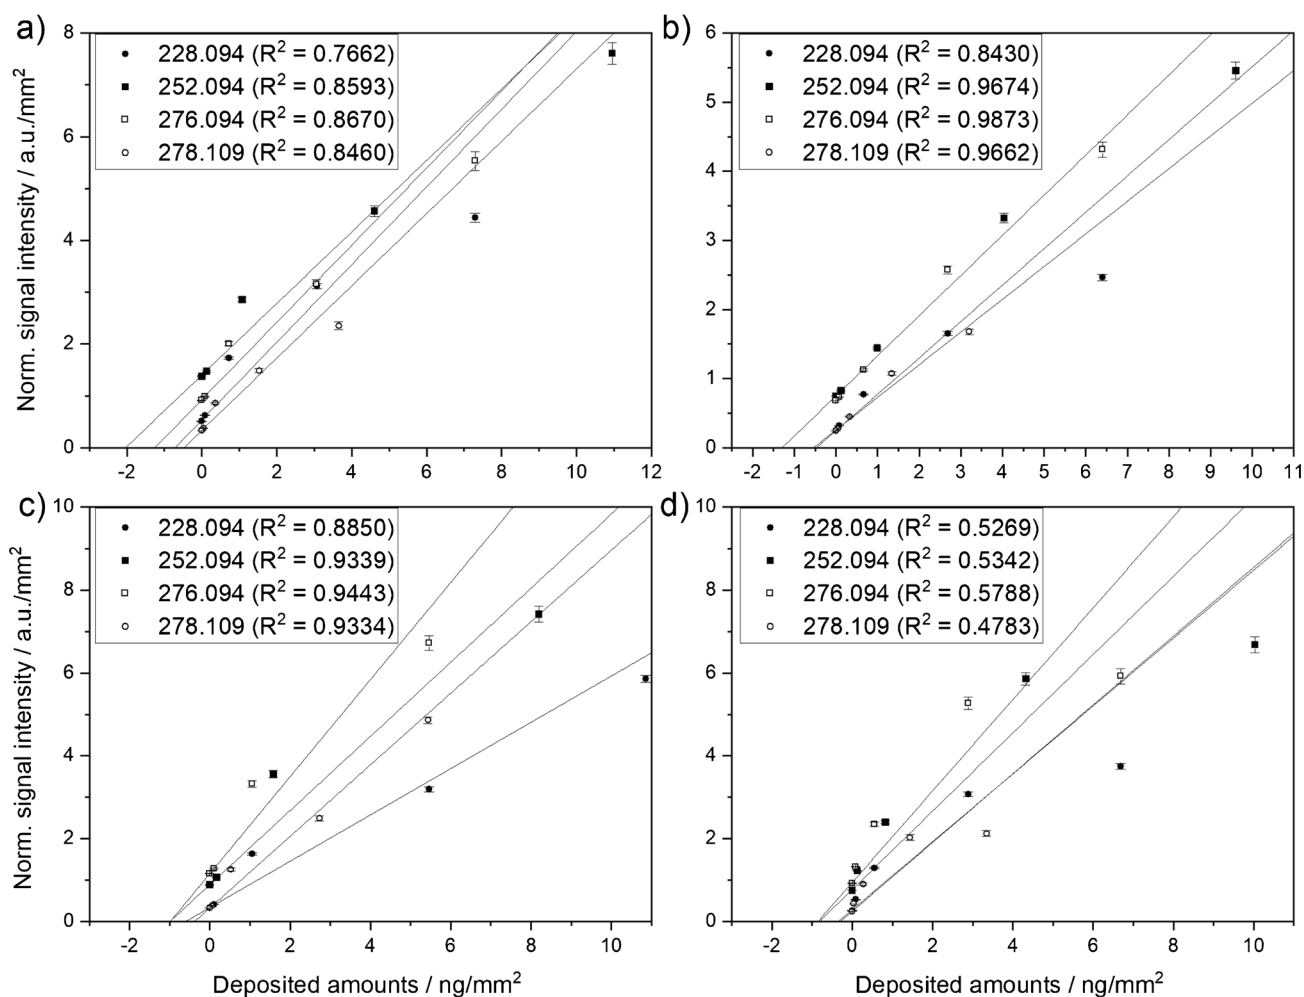 a)
228.094 (R² = 0.7662)
252.094 (R² = 0.8593)
276.094 (R² = 0.8670)
278.109 (R² = 0.8460)
8
6
4
2
0
-2 0 2 4 6 8 10 12
Norm. signal intensity / a.u./mm²
b)
228.094 (R² = 0.8430)
252.094 (R² = 0.9674)
276.094 (R² = 0.9873)
278.109 (R² = 0.9662)
6
5
4
3
2
1
0
-2 -1 0 1 2 3 4 5 6 7 8 9 10 11
c)
228.094 (R² = 0.8850)
252.094 (R² = 0.9339)
276.094 (R² = 0.9443)
278.109 (R² = 0.9334)
10
8
6
4
2
0
-2 0 2 4 6 8 10
Norm. signal intensity / a.u./mm²
Deposited amounts / ng/mm²
d)
228.094 (R² = 0.5269)
252.094 (R² = 0.5342)
276.094 (R² = 0.5788)
278.109 (R² = 0.4783)
10
8
6
4
2
0
-2 0 2 4 6 8 10
Deposited amounts / ng/mm²